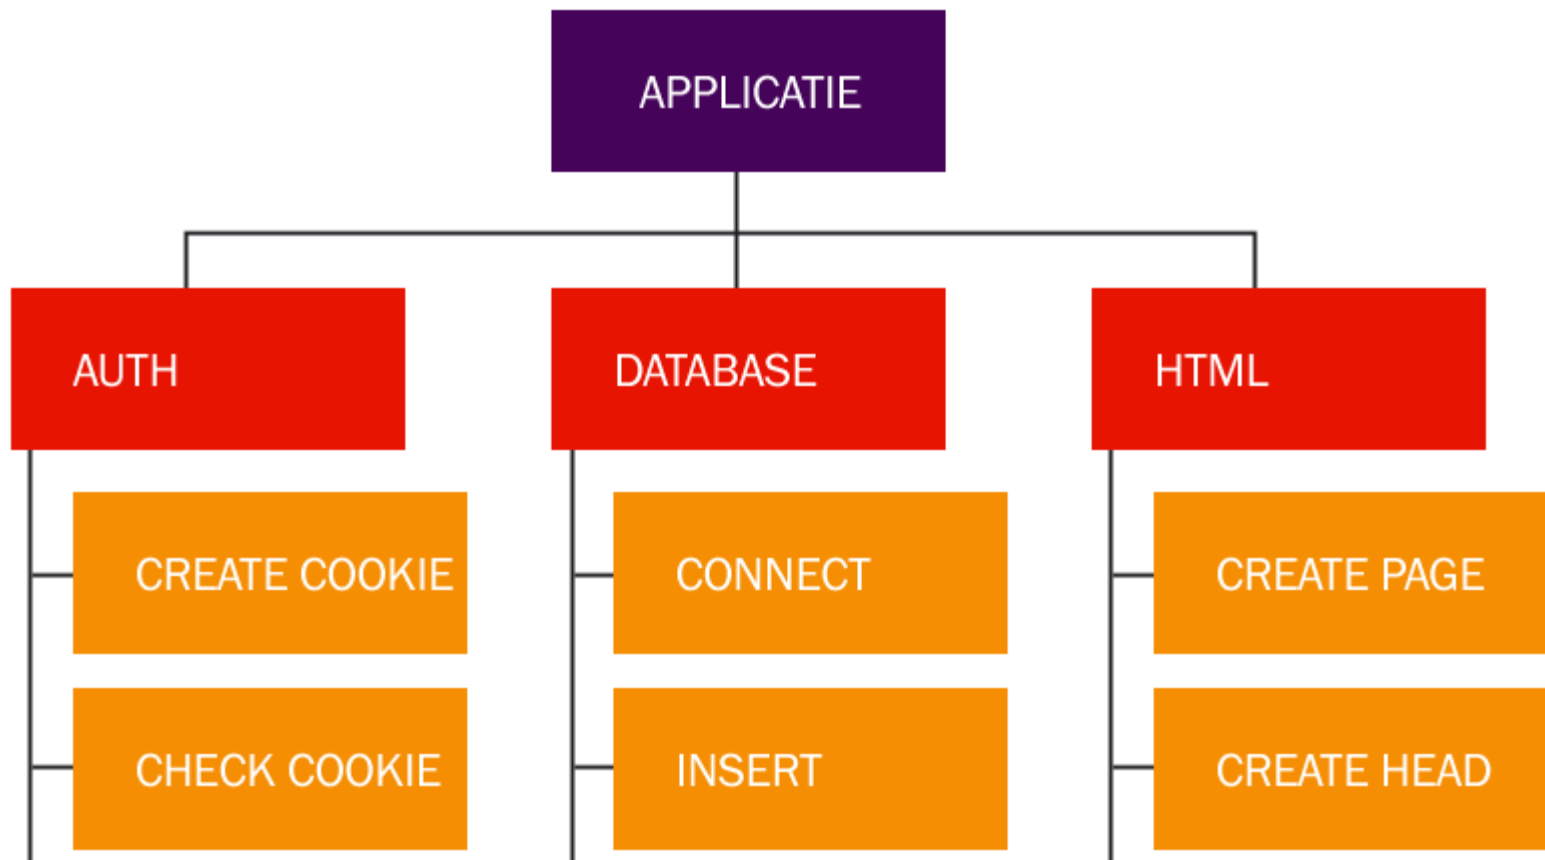 APPLICATIE
AUTH
DATABASE
HTML
CREATE COOKIE
CONNECT
CREATE PAGE
CHECK COOKIE
INSERT
CREATE HEAD